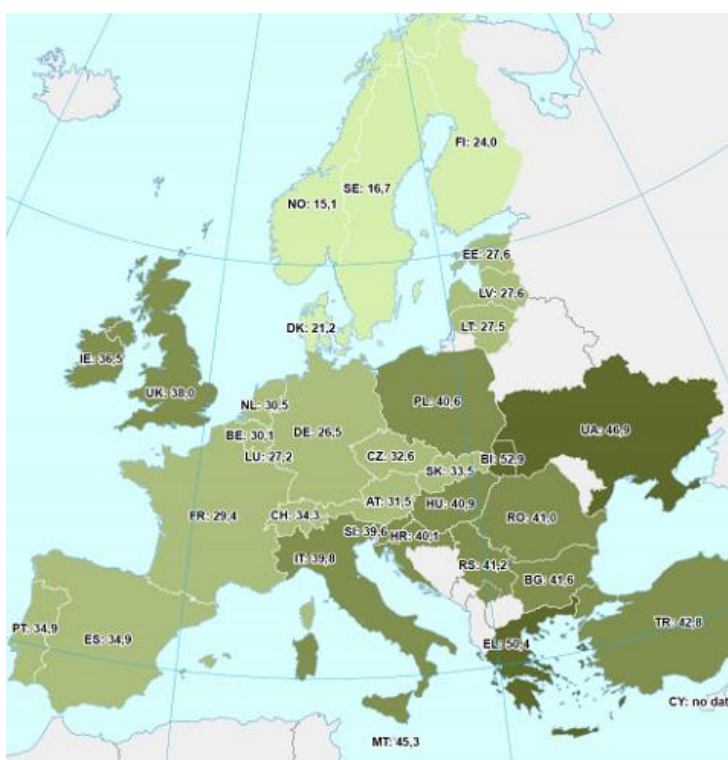 FI: 24,0
SE: 16,7
NO: 15,1
EE: 27,6
LV: 27,6
LT: 27,5
DK: 21,2
IE: 36,5
UK: 38,0
NL: 30,5
PL: 40,6
BE: 30,1
DE: 26,5
UA: 46,9
LU: 27,2
CZ: 32,6
BI: 52,9
SK: 33,5
AT: 31,5
HU: 40,9
FR: 29,4
CH: 34,3
RO: 41,0
SI: 39,6
HR: 40,1
IT: 39,8
RS: 41,2
BG: 41,6
PT: 34,9
ES: 34,9
TR: 42,8
EL: 50,4
CY: no dat
MT: 45,3